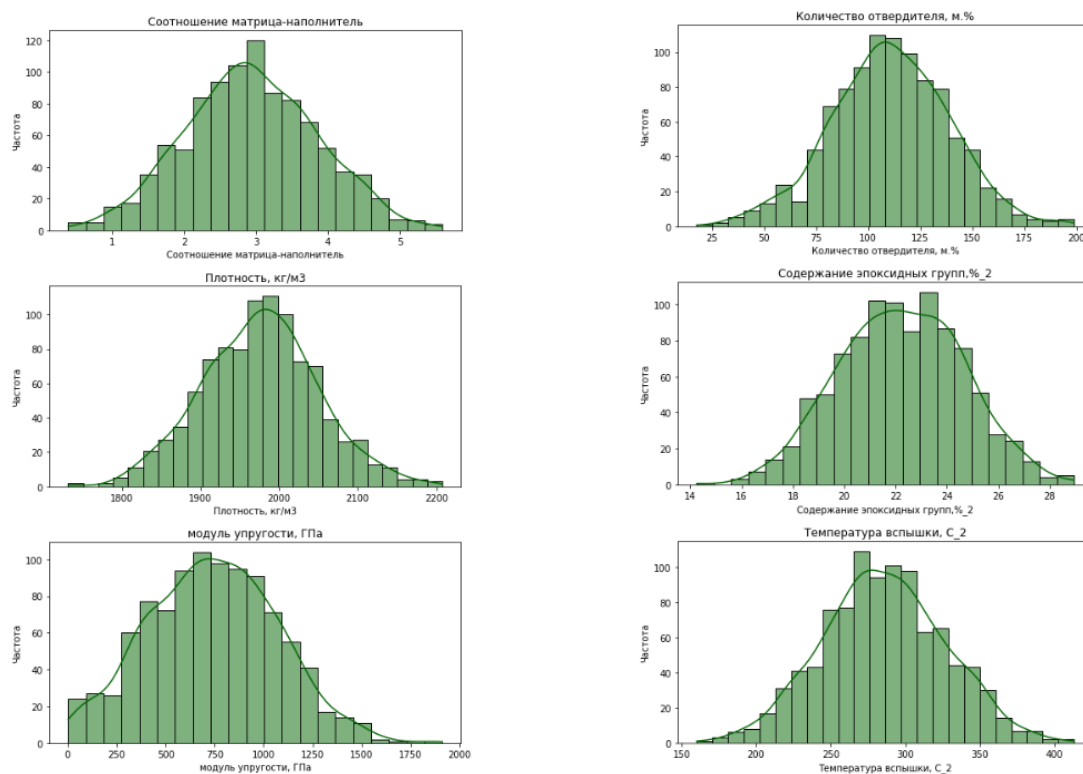 Соотношение матрица-наполнитель
120
100
80
60
40
20
0
Частота
1 2 3 4 5
Соотношение матрица-наполнитель
Количество отвердителя, м.%
100
80
60
40
20
0
Частота
25 50 75 100 125 150 175 200
Количество отвердителя, м.%
Плотность, кг/м3
100
80
60
40
20
0
Частота
1800 1900 2000 2100 2200
Плотность, кг/м3
Содержание эпоксидных групп,%_2
100
80
60
40
20
0
Частота
14 16 18 20 22 24 26 28
Содержание эпоксидных групп,%_2
модуль упругости, ГПа
100
80
60
40
20
0
Частота
0 250 500 750 1000 1250 1500 1750 2000
модуль упругости, ГПа
Температура вспышки, С_2
100
80
60
40
20
0
Частота
150 200 250 300 350 400
Температура вспышки, С_2